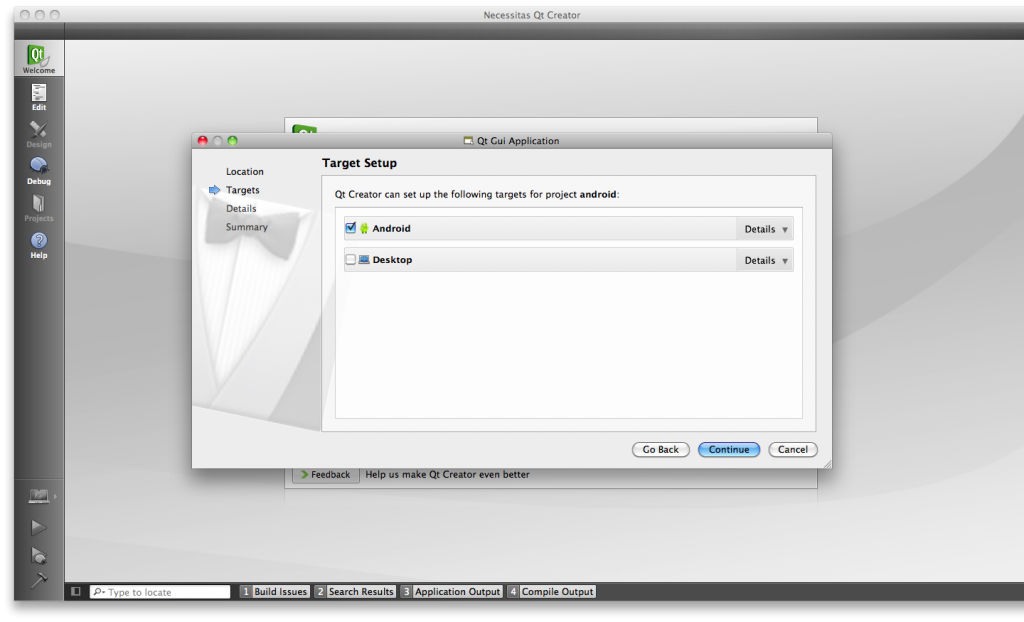 Necessitas Qt Creator
Qt
Welcome
Edit
Design
Debug
Projects
Help
Qt Gui Application
Location
Targets
Details
Summary
Target Setup
Qt Creator can set up the following targets for project android:
Android
Details
Desktop
Details
Go Back
Continue
Cancel
Feedback
Help us make Qt Creator even better
Type to locate
1 Build Issues
2 Search Results
3 Application Output
4 Compile Output